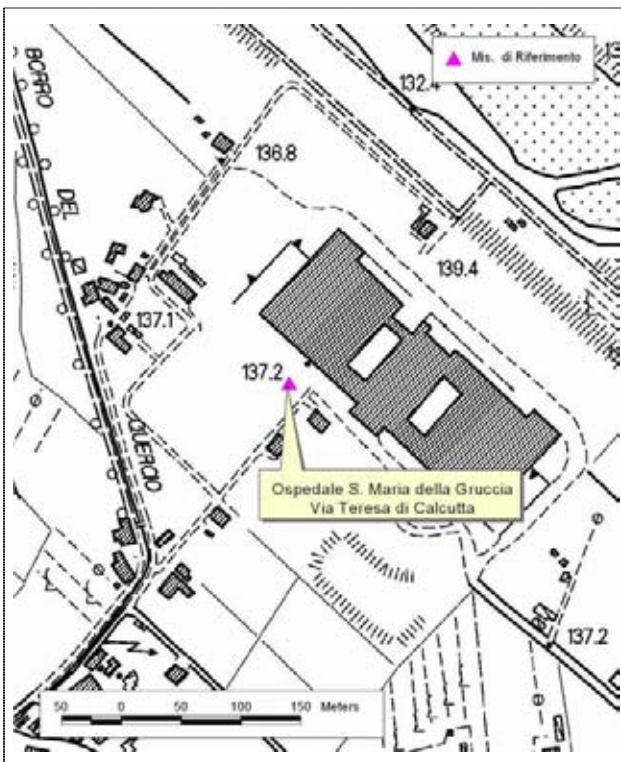 Mis. di Riferimento
132.4
BORRO
136.8
DEL
139.4
137.1
137.2
QUERCIO
Ospedale S. Maria della Gruccia
Via Teresa di Calcutta
137.2
50 0 50 100 150 Meters